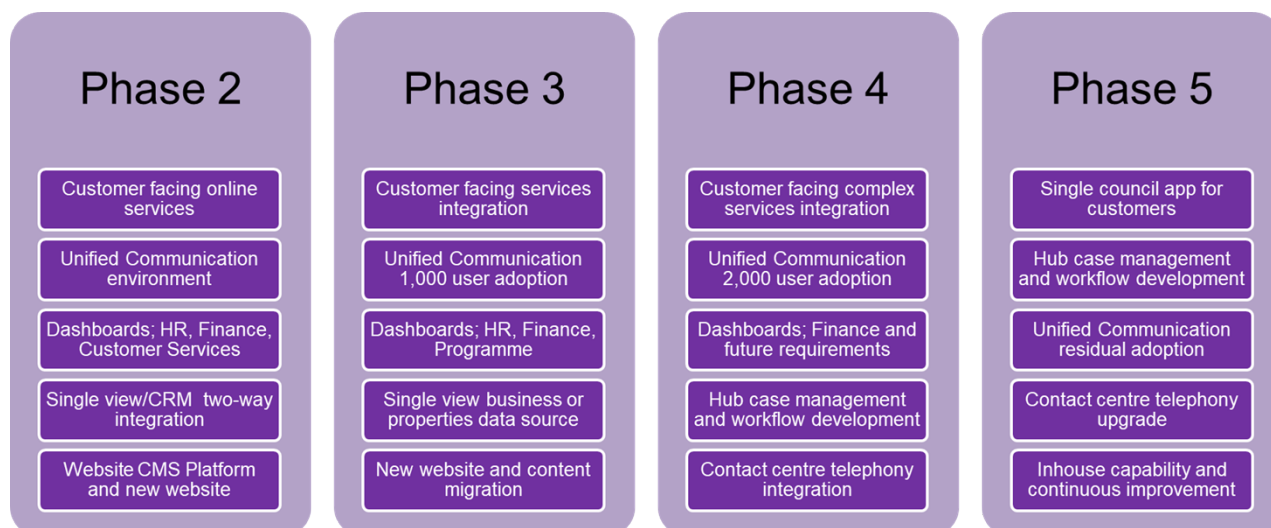 Phase 2
Customer facing online
services
Unified Communication
environment
Dashboards; HR, Finance,
Customer Services
Single view/CRM two-way
integration
Website CMS Platform
and new website
Phase 3
Customer facing services
integration
Unified Communication
1,000 user adoption
Dashboards; HR, Finance,
Programme
Single view business or
properties data source
New website and content
migration
Phase 4
Customer facing complex
services integration
Unified Communication
2,000 user adoption
Dashboards; Finance and
future requirements
Hub case management
and workflow development
Contact centre telephony
integration
Phase 5
Single council app for
customers
Hub case management
and workflow development
Unified Communication
residual adoption
Contact centre telephony
upgrade
Inhouse capability and
continuous improvement